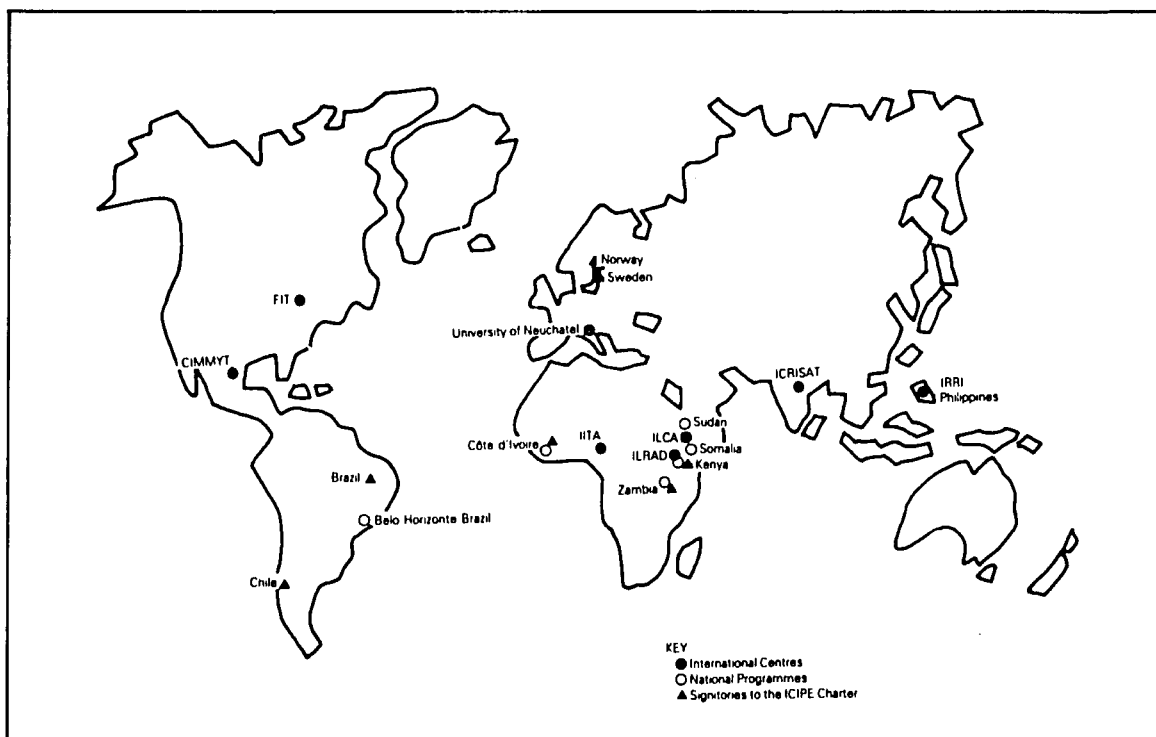 Norway
Sweden
FIT
University of Neuchatel
CIMMYT
ICRISAT
IRRI
Philippines
Sudan
Côte d'Ivoire
IITA
ILCA
Somalia
ILRAD
Kenya
Brazil
Zambia
Belo Horizonte Brazil
Chile
KEY
International Centres
National Programmes
Signitories to the ICIPE Charter